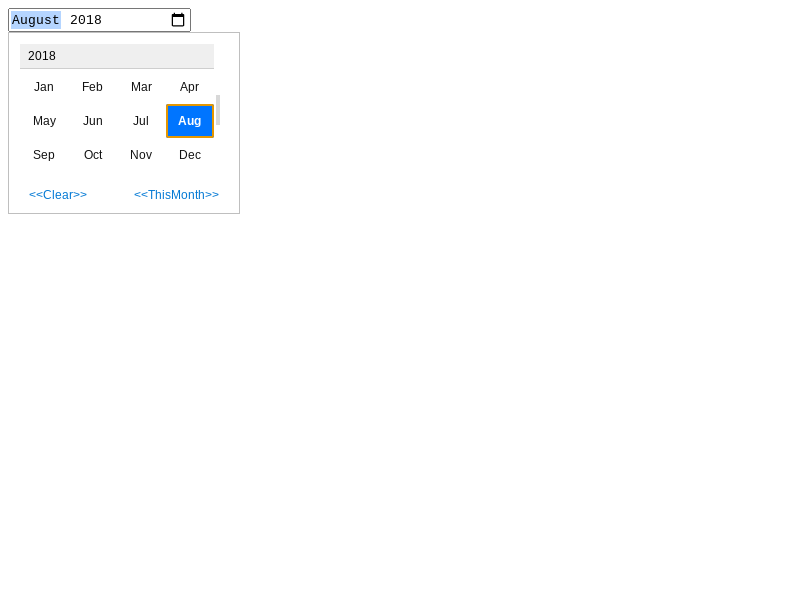 August 2018
2018
Jan Feb Mar Apr
May Jun Jul Aug
Sep Oct Nov Dec
<<Clear>> <<ThisMonth>>